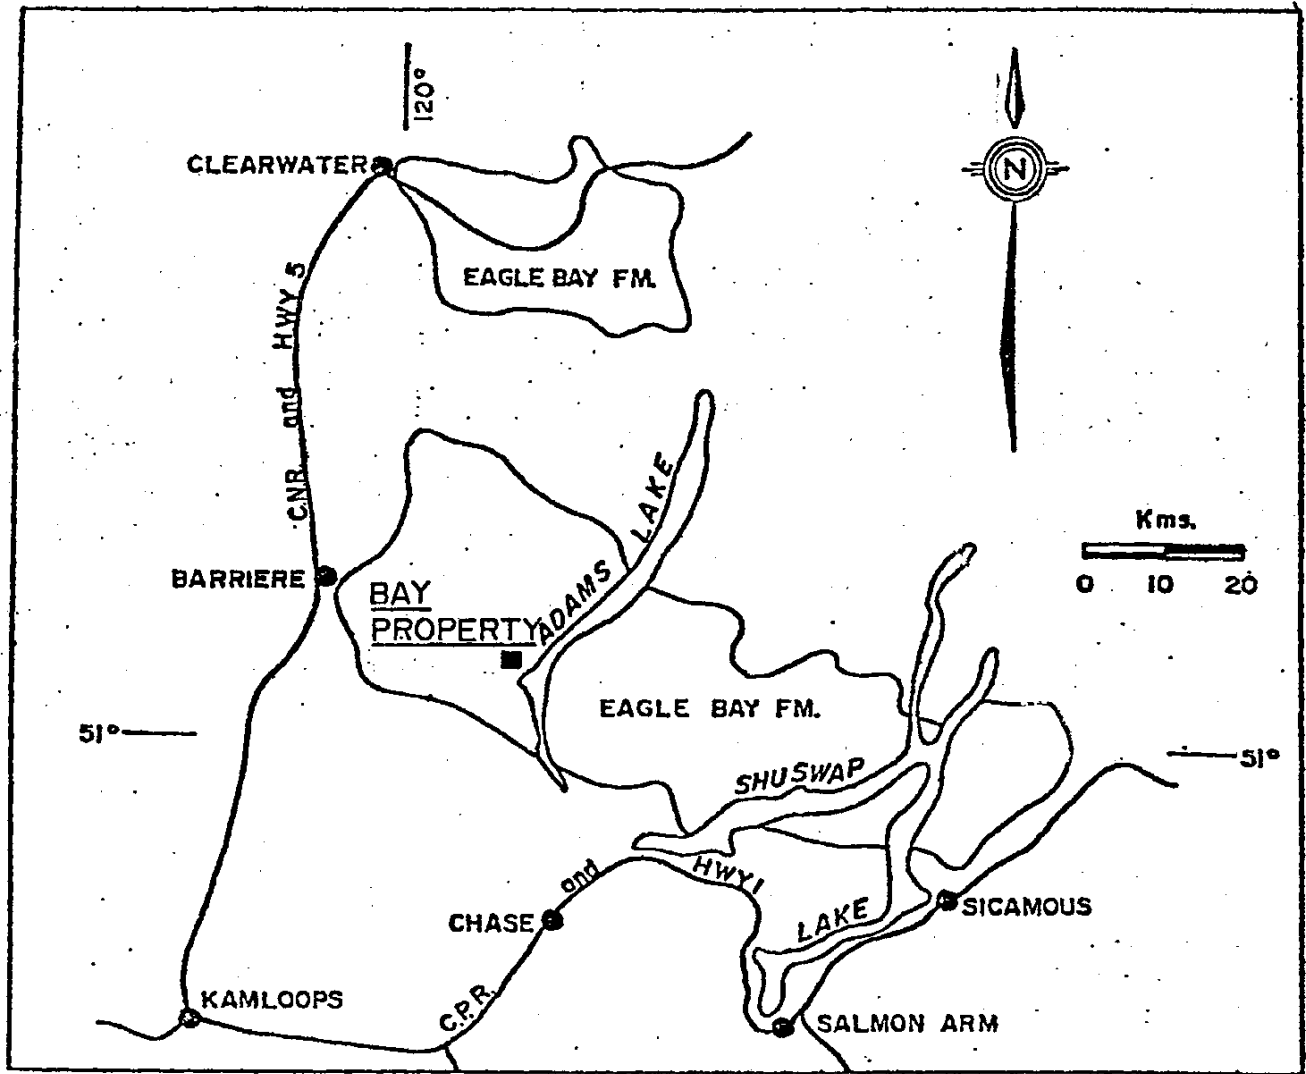 120°
CLEARWATER
N
EAGLE BAY FM.
C.N.R. and HWY 5
ADAMS LAKE
Kms.
0 10 20
BARRIERE
BAY
PROPERTY
EAGLE BAY FM.
51°
51°
SHUSWAP
LAKE
C.P.R. and HWY 1
CHASE
SICAMOUS
KAMLOOPS
SALMON ARM